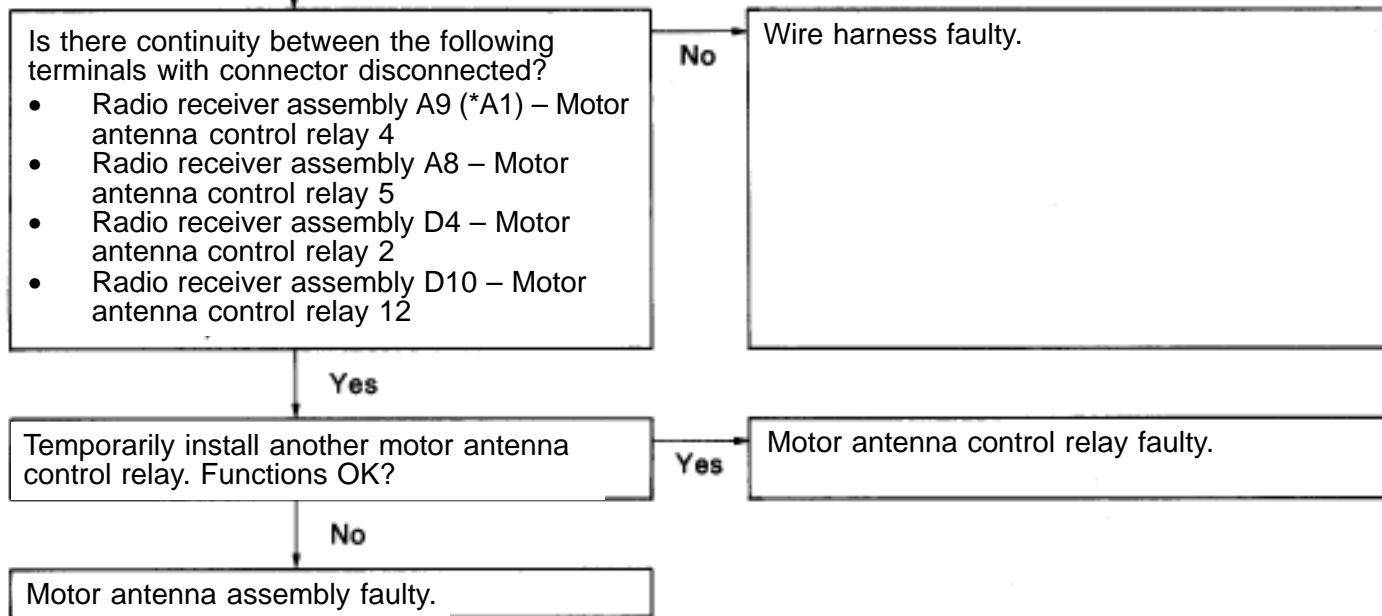 Is there continuity between the following
terminals with connector disconnected?
• Radio receiver assembly A9 (*A1) – Motor
antenna control relay 4
• Radio receiver assembly A8 – Motor
antenna control relay 5
• Radio receiver assembly D4 – Motor
antenna control relay 2
• Radio receiver assembly D10 – Motor
antenna control relay 12
No
Wire harness faulty.
Yes
Temporarily install another motor antenna
control relay. Functions OK?
Yes
Motor antenna control relay faulty.
No
Motor antenna assembly faulty.